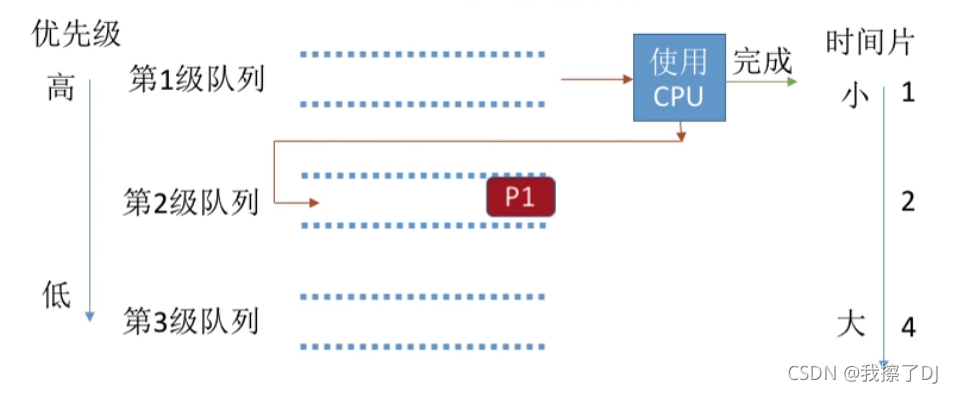 优先级
高
第1级队列
使用
CPU
完成
时间片
小
1
第2级队列
P1
2
低
第3级队列
大
4
CSDN @我擦了DJ